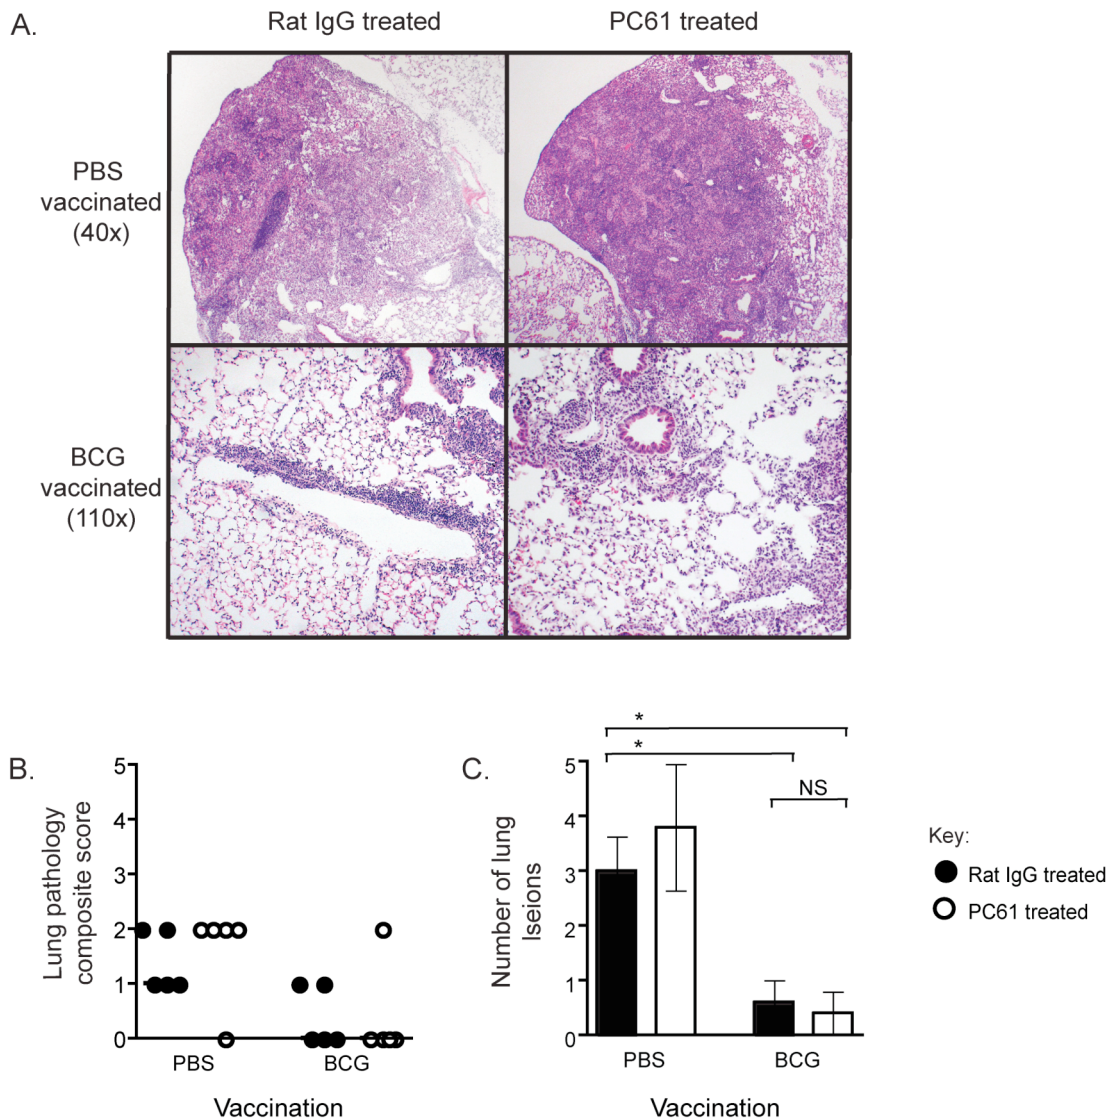 A.
Rat IgG treated
PC61 treated
PBS
vaccinated
(40x)
BCG
vaccinated
(110x)
B.
Lung pathology
composite score
5
4
3
2
1
0
PBS
BCG
Vaccination
C.
Number of lung
lseions
5
4
3
2
1
0
*
*
NS
PBS
BCG
Vaccination
Key:
Rat IgG treated
PC61 treated